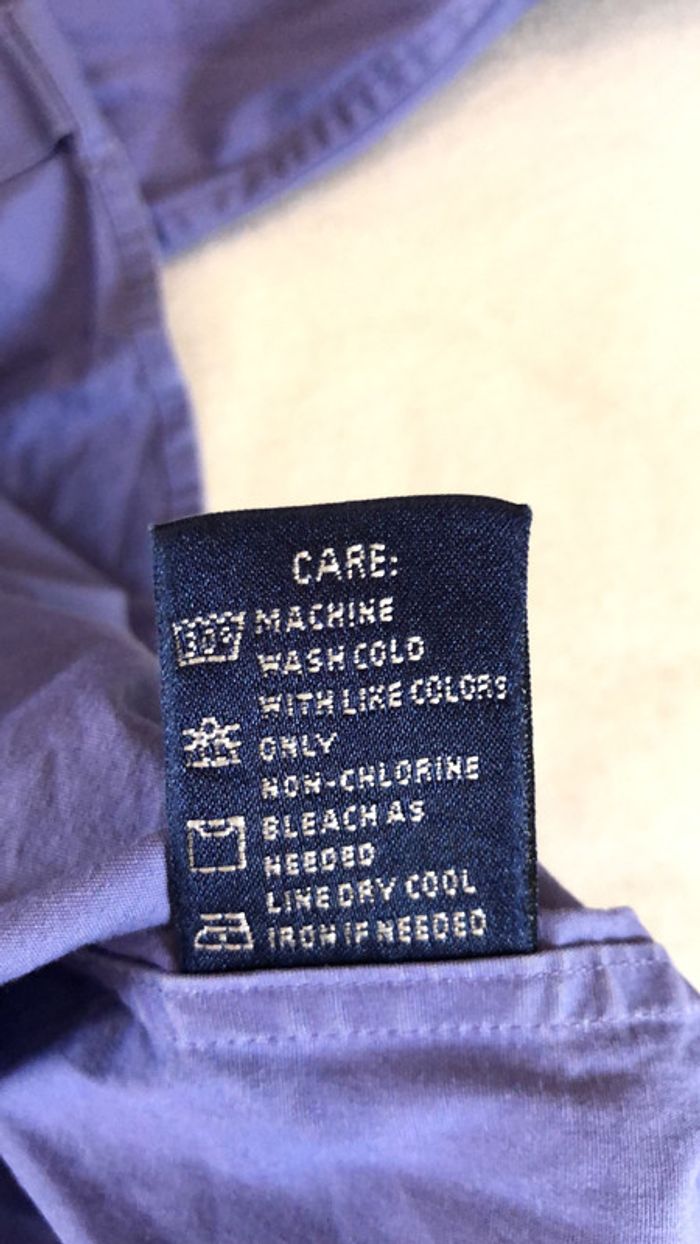 CARE:
30° MACHINE
WASH COLD
WITH LIKE COLORS
ONLY
NON-CHLORINE
BLEACH AS
NEEDED
LINE DRY COOL
IRON IF NEEDED